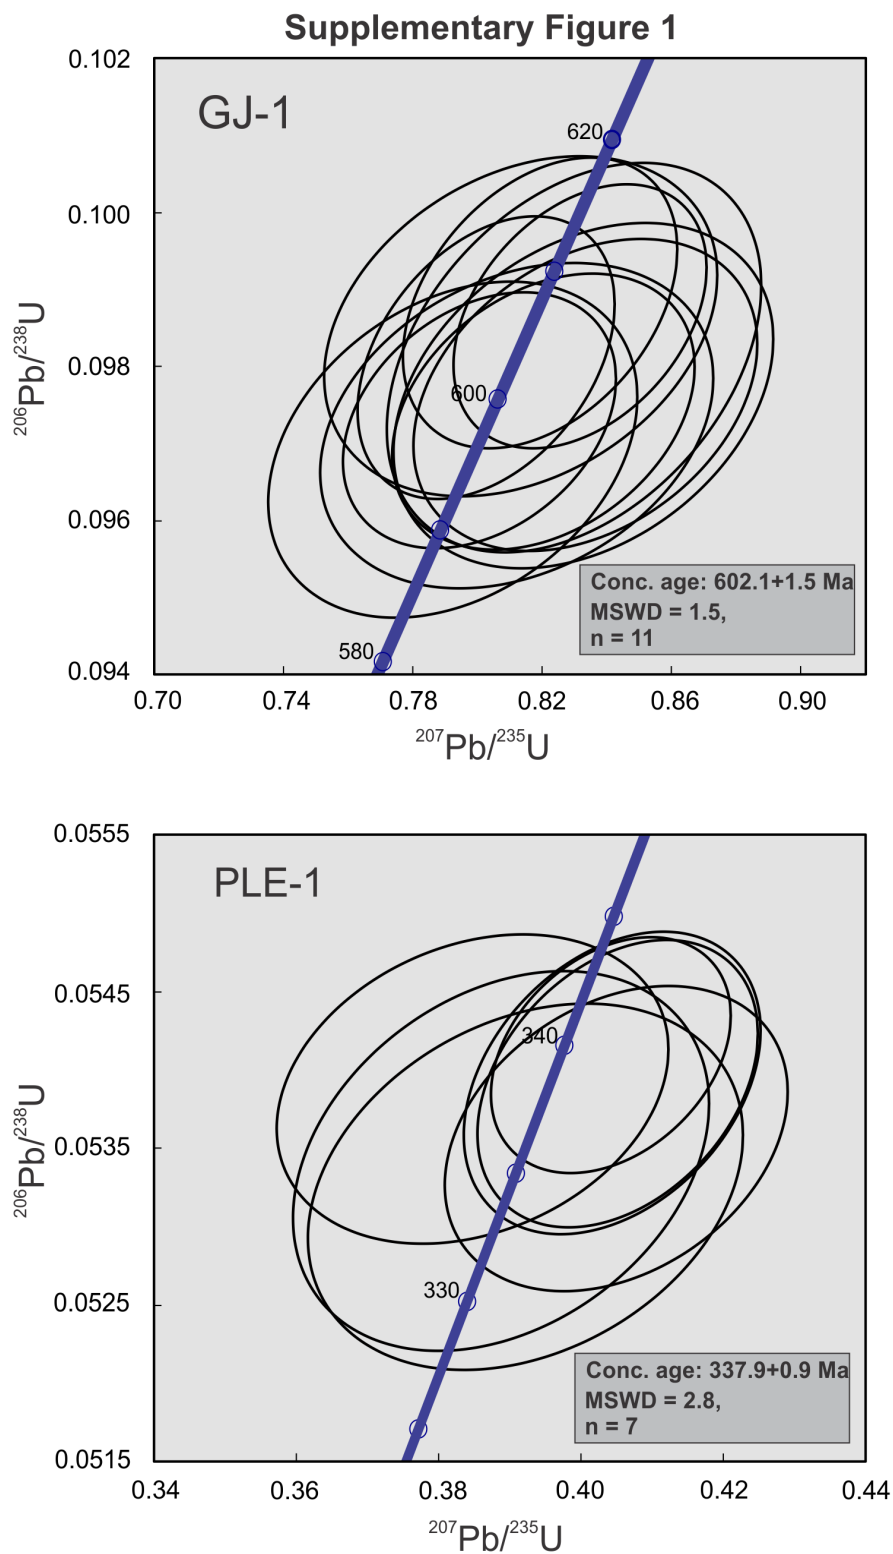 Supplementary Figure 1
0.102
GJ-1
620
0.100
0.098
600
0.096
Conc. age: 602.1+1.5 Ma
MSWD = 1.5,
n = 11
580
0.094
0.70 0.74 0.78 0.82 0.86 0.90
206Pb/238U
207Pb/235U
0.0555
PLE-1
0.0545
340
0.0535
330
0.0525
Conc. age: 337.9+0.9 Ma
MSWD = 2.8,
n = 7
0.0515
0.34 0.36 0.38 0.40 0.42 0.44
206Pb/238U
207Pb/235U